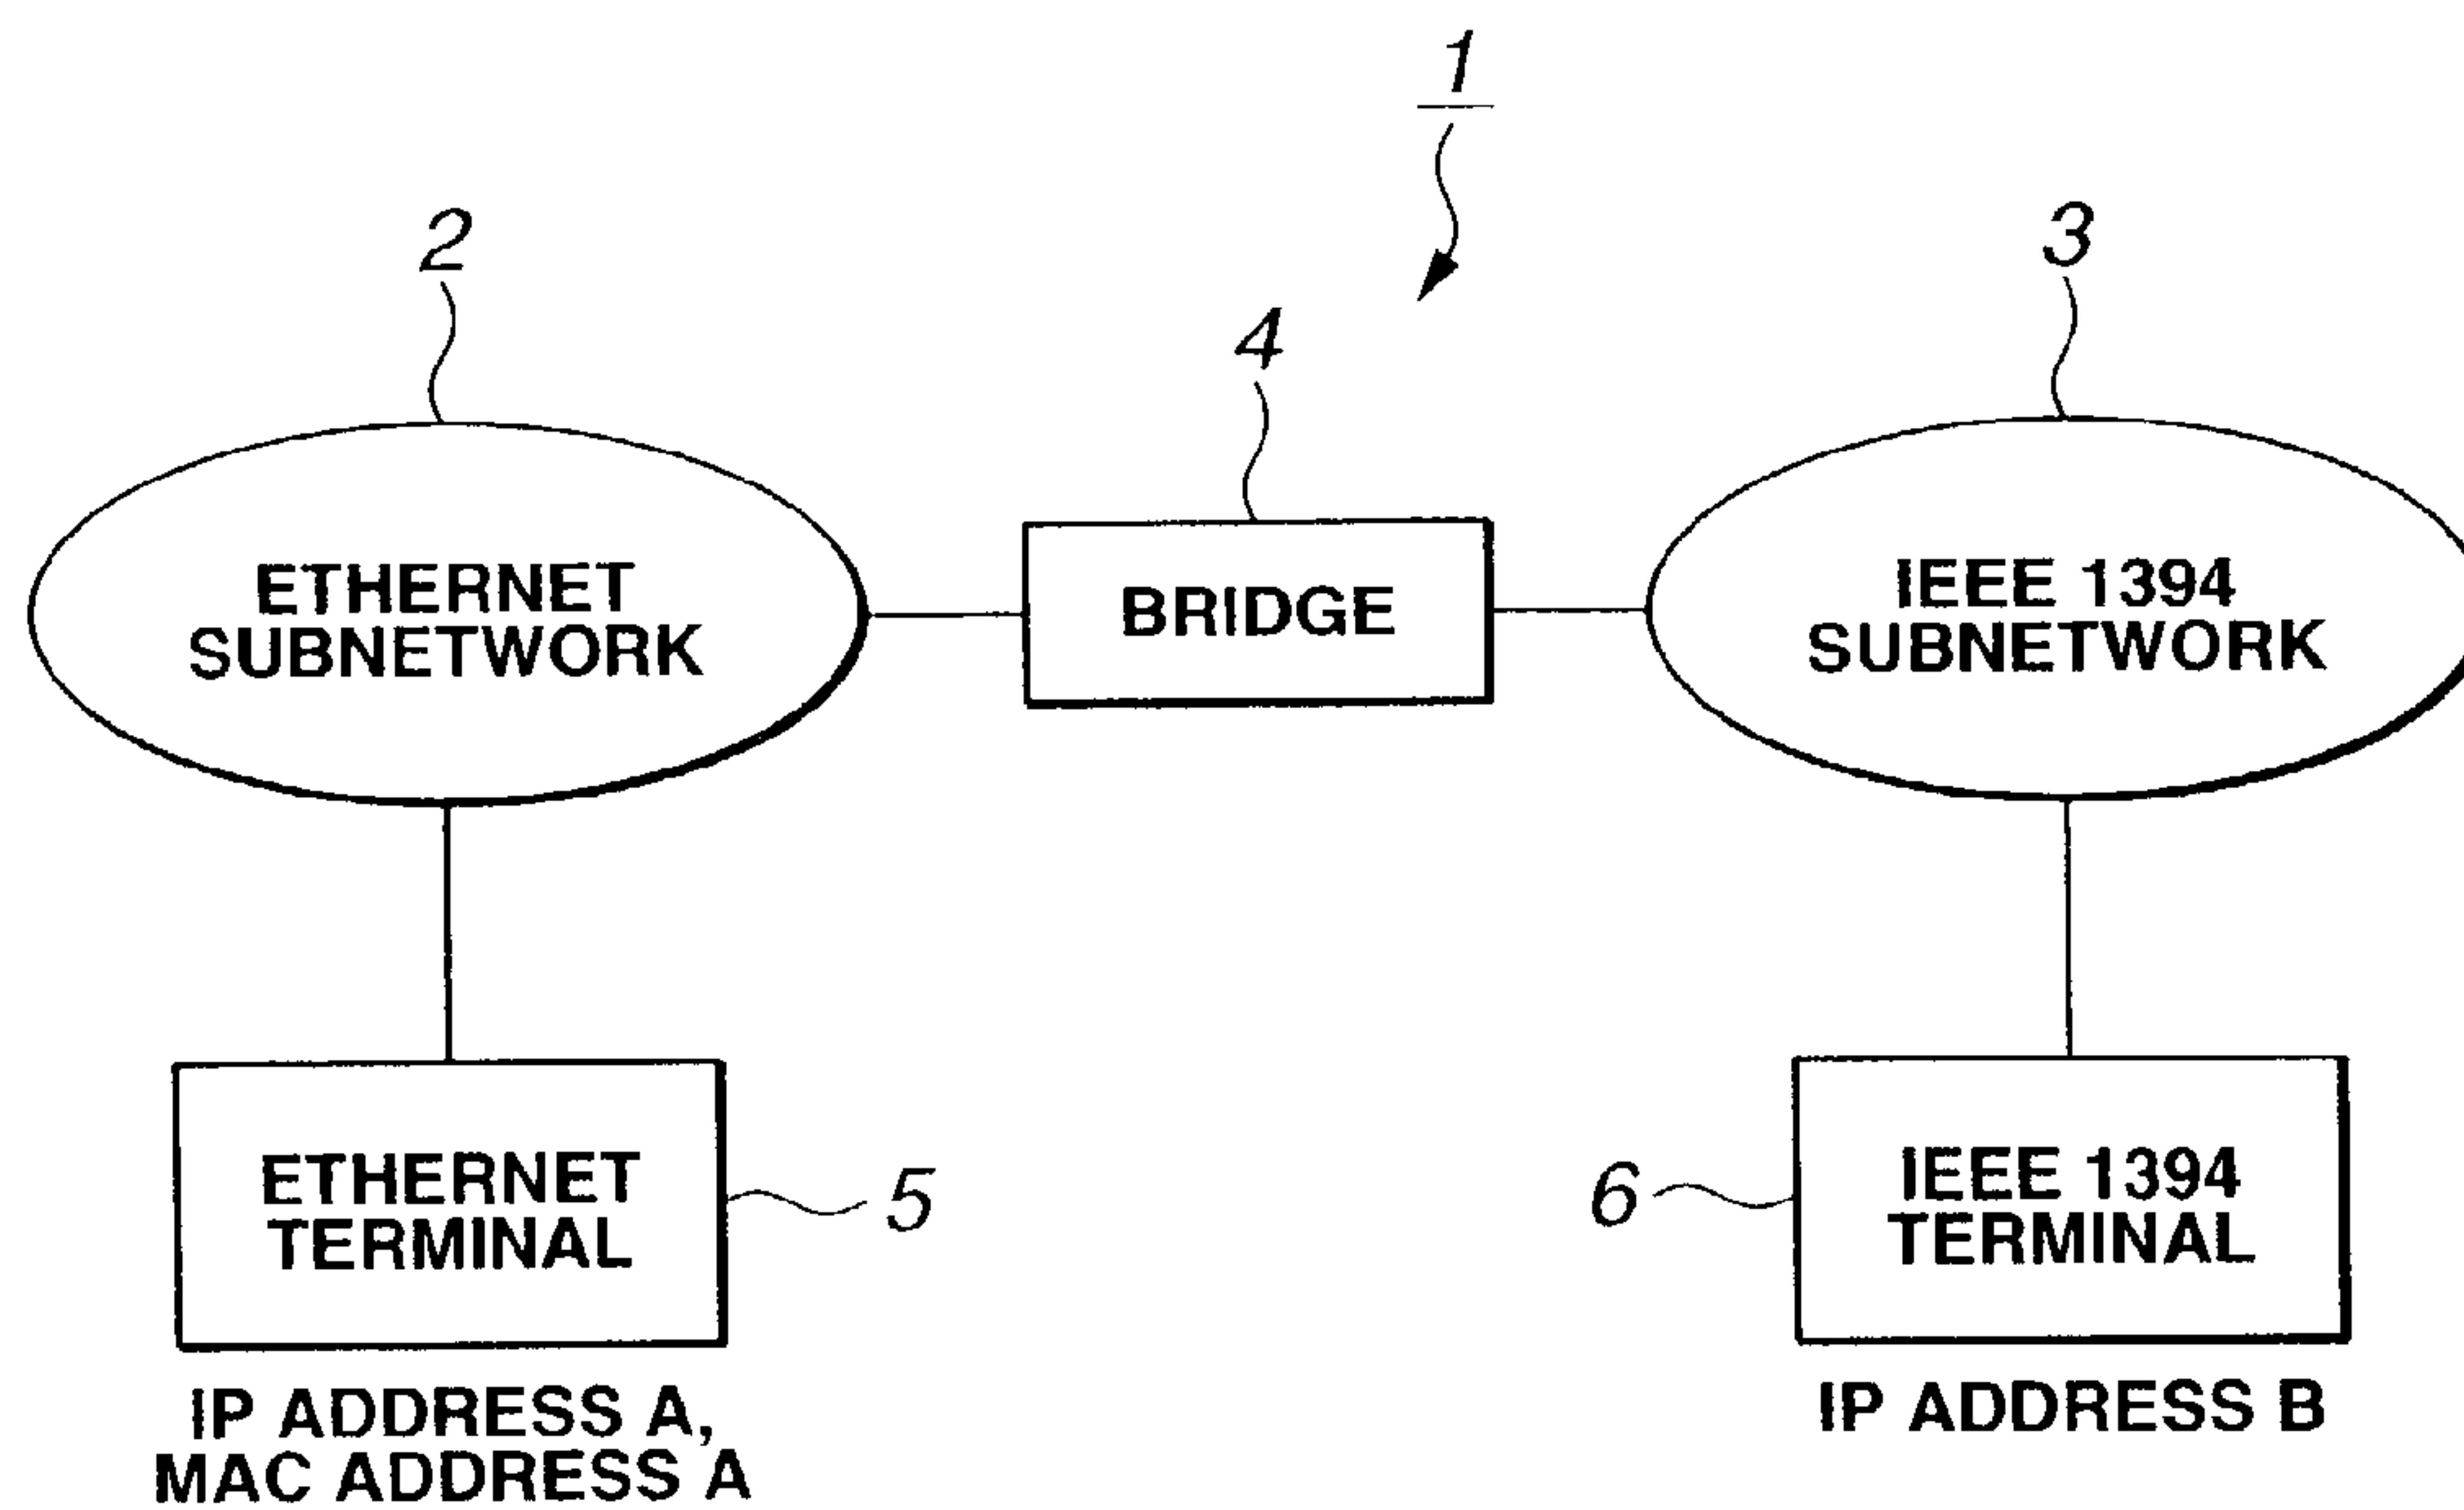 1
2
3
4
ETHERNET
SUBNETWORK
BRIDGE
IEEE 1394
SUBNETWORK
ETHERNET
TERMINAL
5
6
IEEE 1394
TERMINAL
IP ADDRESS A,
MAC ADDRESS A
IP ADDRESS B